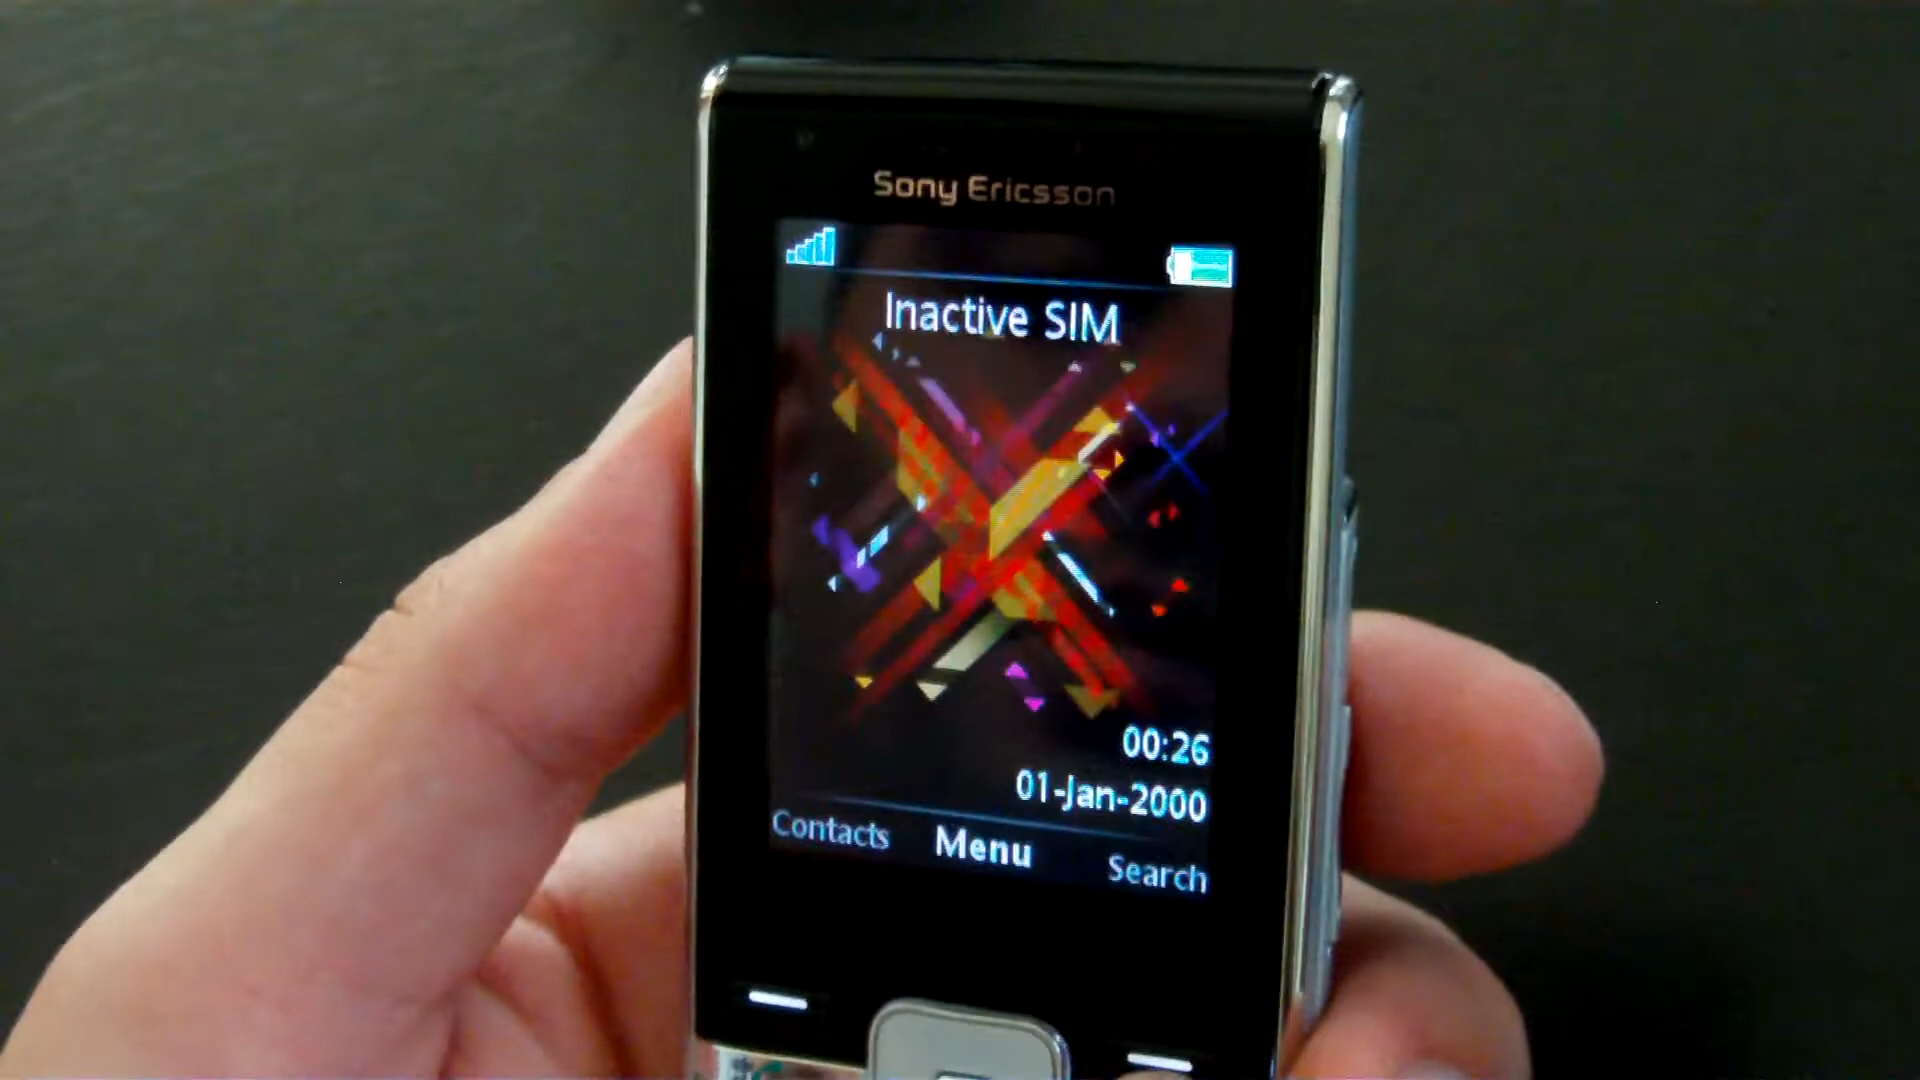 Sony Ericsson
Inactive SIM
00:26
01-Jan-2000
Contacts Menu Search